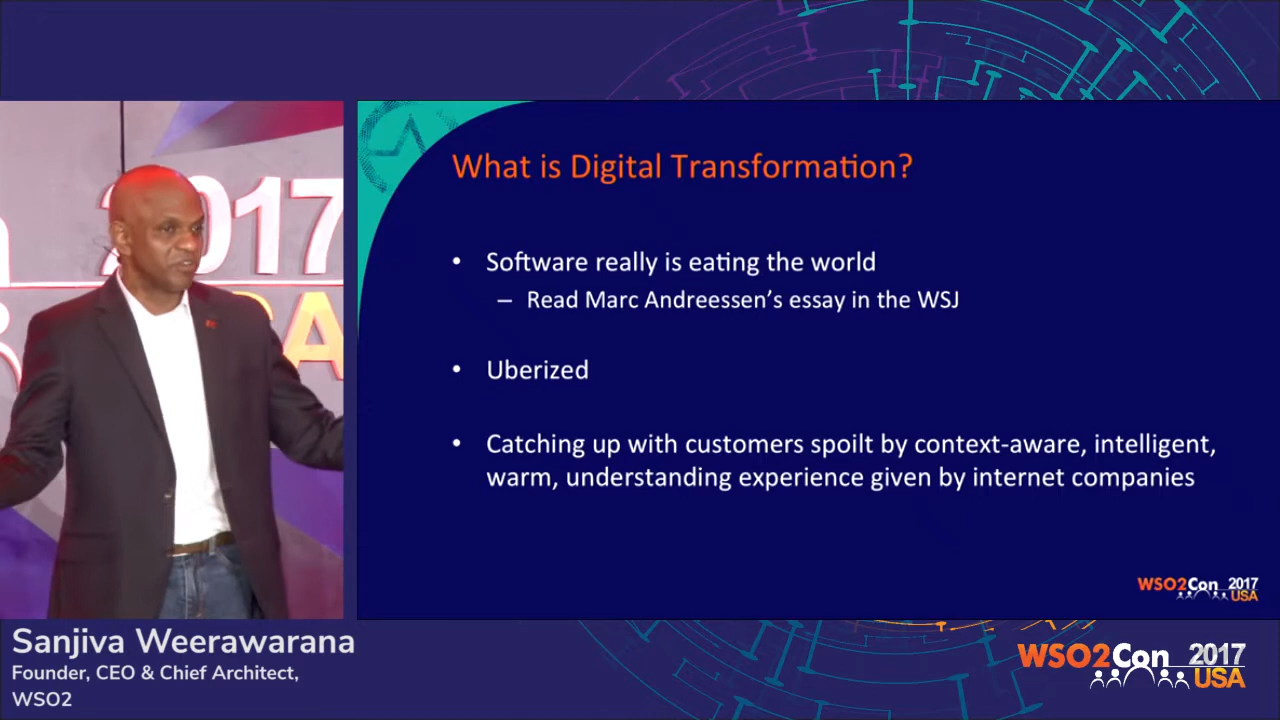 2017
What is Digital Transformation?
• Software really is eating the world
– Read Marc Andreessen's essay in the WSJ
• Uberized
• Catching up with customers spoilt by context-aware, intelligent,
warm, understanding experience given by internet companies
WSO2Con 2017
USA
Sanjiva Weerawarana
Founder, CEO & Chief Architect,
WSO2
WSO2Con 2017
USA